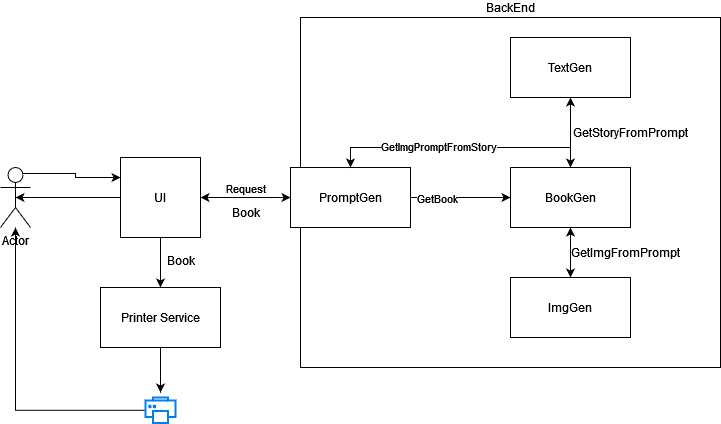 BackEnd
TextGen
GetStoryFromPrompt
GetImgPromptFromStory
UI
Request
Book
PromptGen
GetBook
BookGen
Actor
Book
GetImgFromPrompt
Printer Service
ImgGen